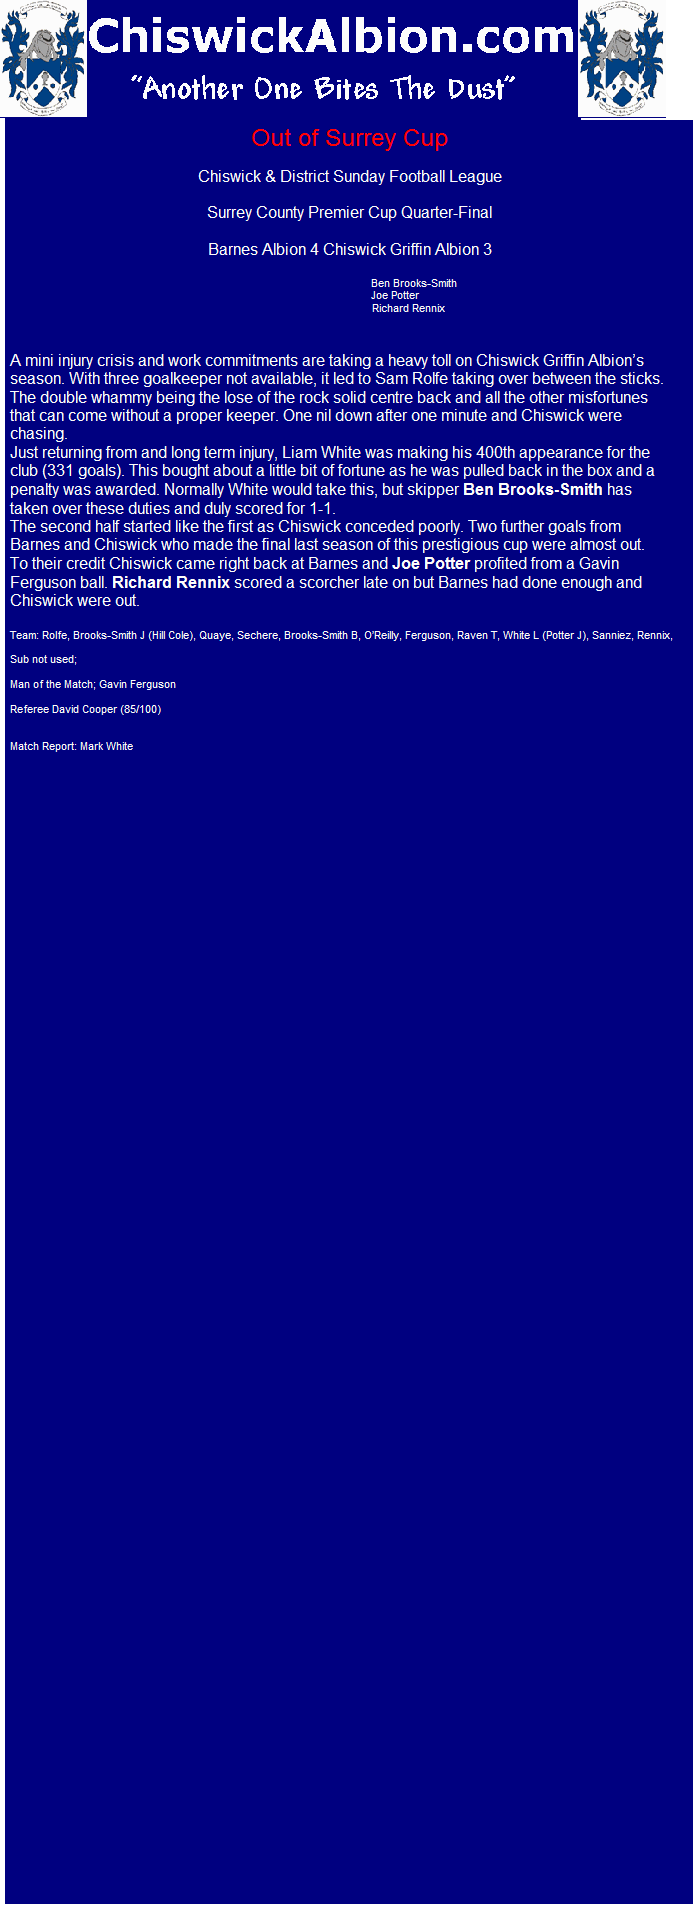 ChiswickAlbion.com
"Another One Bites The Dust"
Out of Surrey Cup
Chiswick & District Sunday Football League
Surrey County Premier Cup Quarter-Final
Barnes Albion 4 Chiswick Griffin Albion 3
Ben Brooks-Smith
Joe Potter
Richard Rennix
A mini injury crisis and work commitments are taking a heavy toll on Chiswick Griffin Albion’s
season. With three goalkeeper not available, it led to Sam Rolfe taking over between the sticks.
The double whammy being the lose of the rock solid centre back and all the other misfortunes
that can come without a proper keeper. One nil down after one minute and Chiswick were
chasing.
Just returning from and long term injury, Liam White was making his 400th appearance for the
club (331 goals). This bought about a little bit of fortune as he was pulled back in the box and a
penalty was awarded. Normally White would take this, but skipper Ben Brooks-Smith has
taken over these duties and duly scored for 1-1.
The second half started like the first as Chiswick conceded poorly. Two further goals from
Barnes and Chiswick who made the final last season of this prestigious cup were almost out.
To their credit Chiswick came right back at Barnes and Joe Potter profited from a Gavin
Ferguson ball. Richard Rennix scored a scorcher late on but Barnes had done enough and
Chiswick were out.
Team: Rolfe, Brooks-Smith J (Hill Cole), Quaye, Sechere, Brooks-Smith B, O'Reilly, Ferguson, Raven T, White L (Potter J), Sanniez, Rennix,
Sub not used;
Man of the Match; Gavin Ferguson
Referee David Cooper (85/100)
Match Report: Mark White